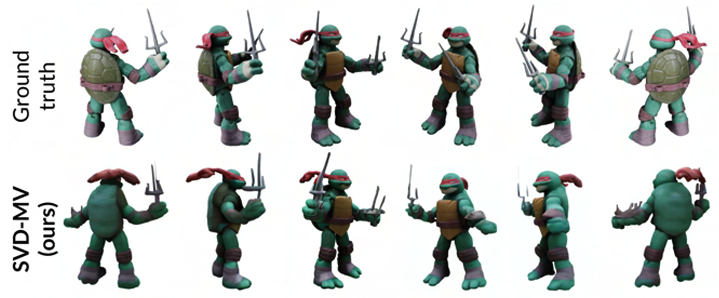 Ground
truth
SVD-MV
(ours)